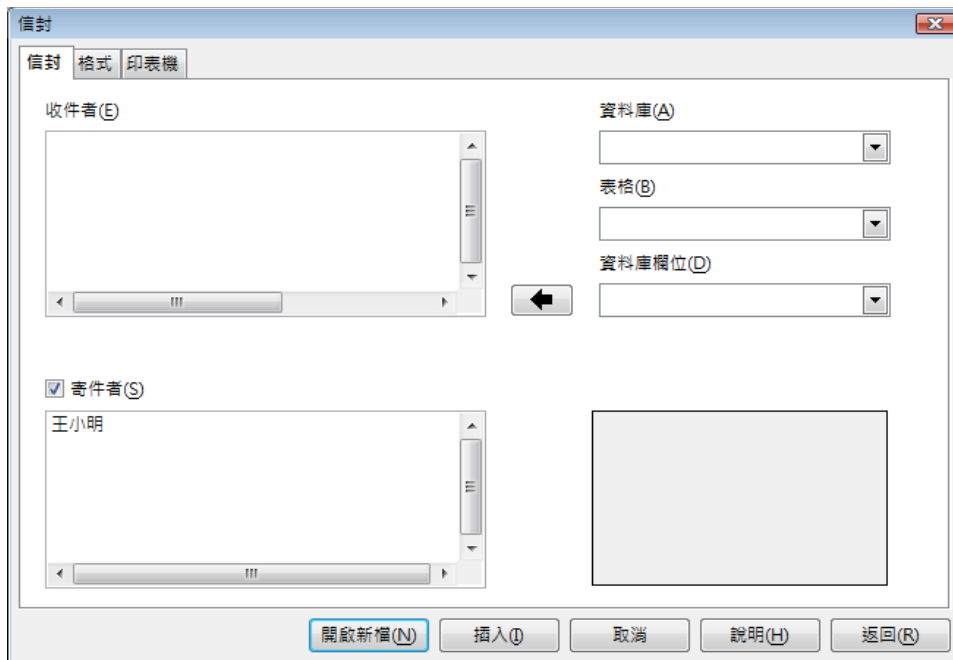 信封
信封 格式 印表機
收件者(E)
資料庫(A)
表格(B)
資料庫欄位(D)
寄件者(S)
王小明
開啟新檔(N) 插入(I) 取消 說明(H) 返回(R)